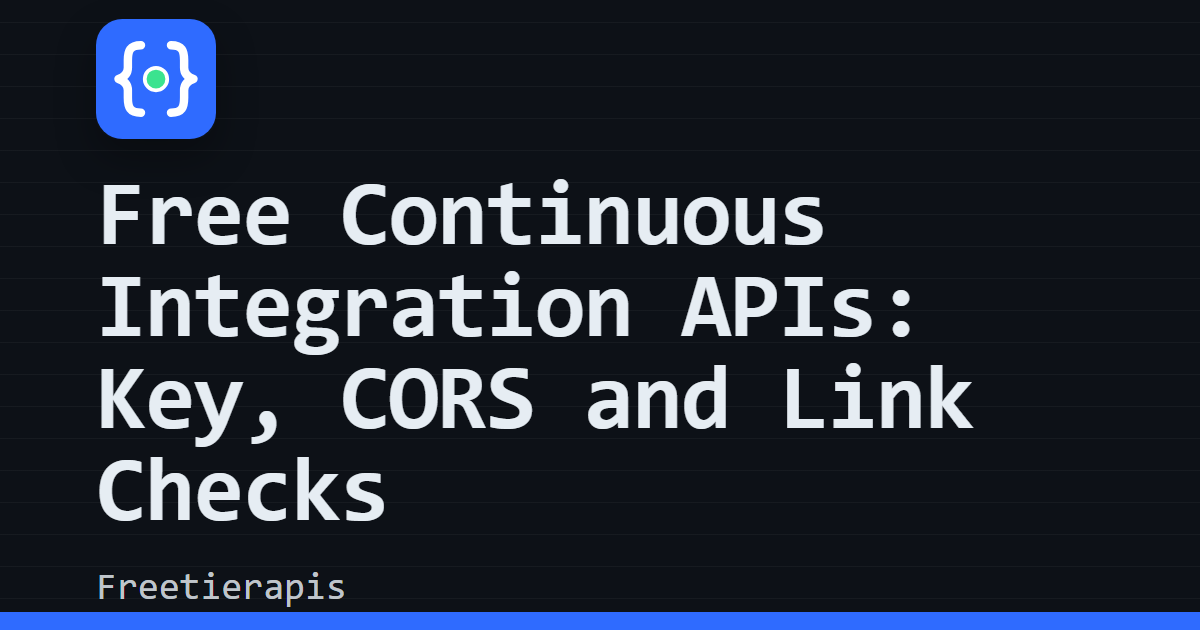 Free Continuous
Integration APIs:
Key, CORS and Link
Checks
Freetierapis